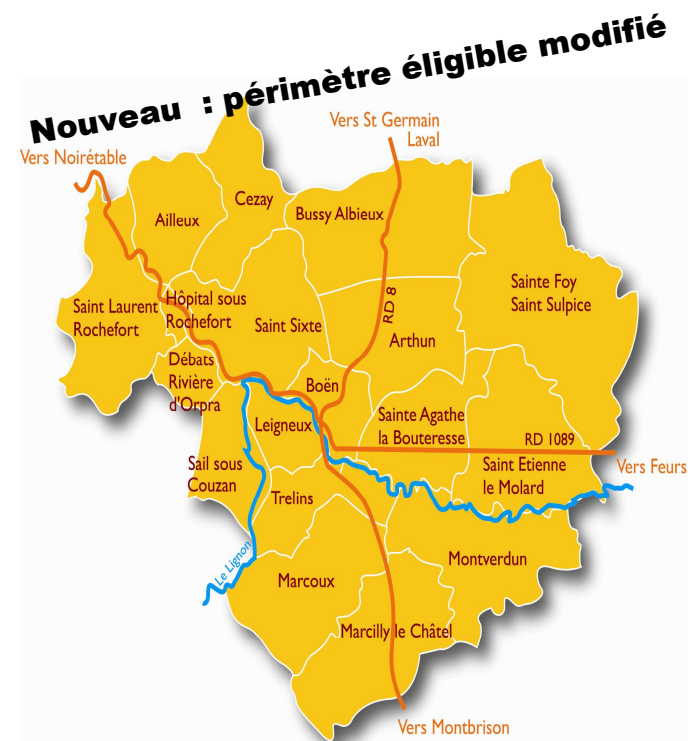 Nouveau : périmètre éligible modifié
Vers St Germain
Laval
Vers Noirétable
Cezay
Ailleux
Bussy Albieux
Sainte Foy
Saint Sulpice
RD 8
Saint Laurent
Rochefort
Hôpital sous
Rochefort
Saint Sixte
Arthun
Débats
Rivière
d'Orpra
Boën
Leigneux
Sainte Agathe
la Bouteresse
RD 1089
Sail sous
Couzan
Saint Etienne
le Molard
Vers Feurs
Trelins
Le Lignon
Montverdun
Marcoux
Marcilly le Châtel
Vers Montbrison